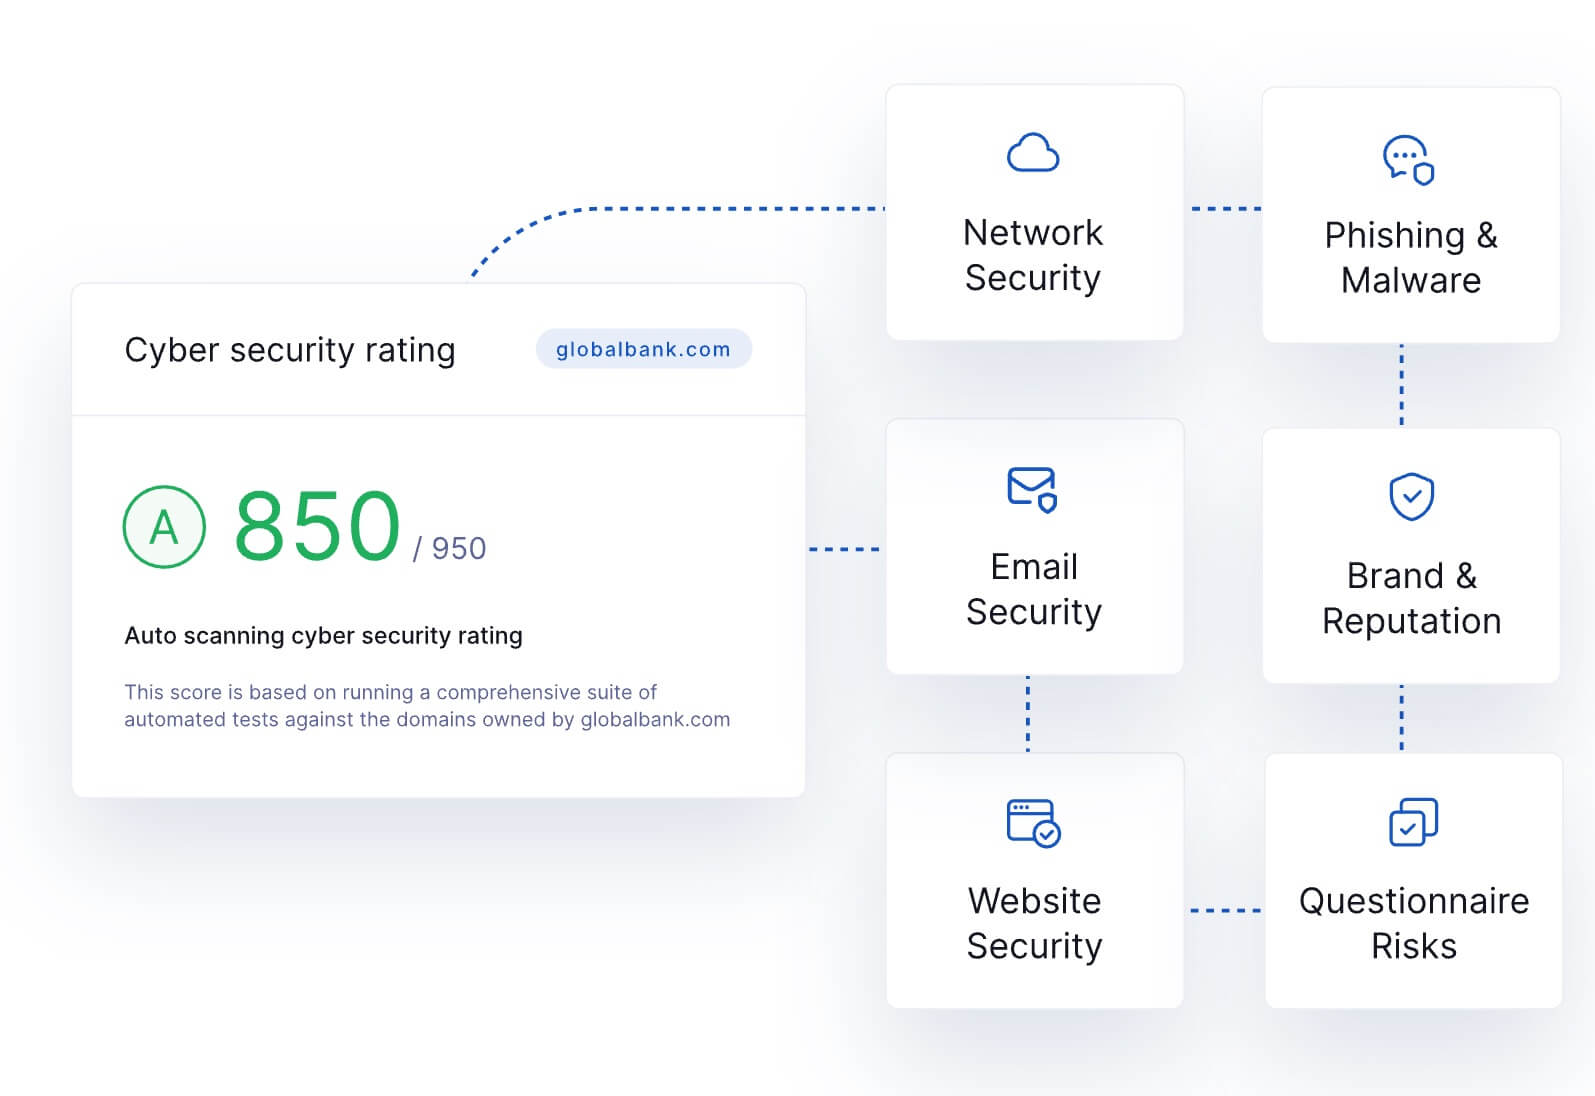 Cyber security rating
globalbank.com
A
850 / 950
Auto scanning cyber security rating
This score is based on running a comprehensive suite of
automated tests against the domains owned by globalbank.com
Network
Security
Phishing &
Malware
Email
Security
Brand &
Reputation
Website
Security
Questionnaire
Risks